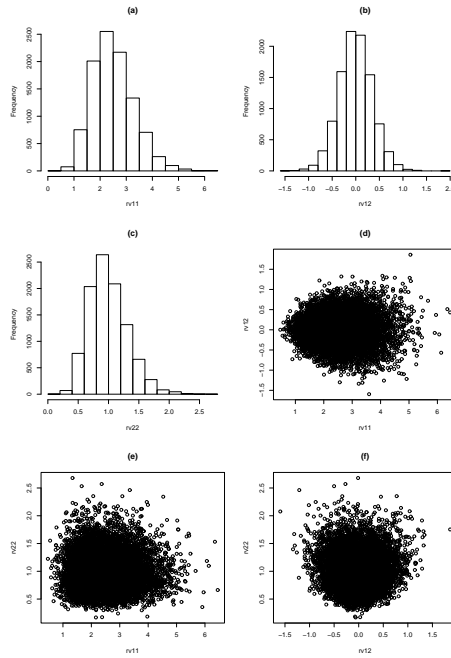 (a)
Frequency
0 500 1000 1500 2000 2500
0 1 2 3 4 5 6
rv11
(b)
Frequency
0 500 1000 1500 2000
−1.5 −1.0 −0.5 0.0 0.5 1.0 1.5 2.0
rv12
(c)
Frequency
0 500 1000 1500 2000 2500
0.0 0.5 1.0 1.5 2.0 2.5
rv22
(d)
rv12
−1.5 −1.0 −0.5 0.0 0.5 1.0 1.5
1 2 3 4 5 6
rv11
(e)
rv22
0.5 1.0 1.5 2.0 2.5
1 2 3 4 5 6
rv11
(f)
rv22
0.5 1.0 1.5 2.0 2.5
−1.5 −1.0 −0.5 0.0 0.5 1.0 1.5
rv12